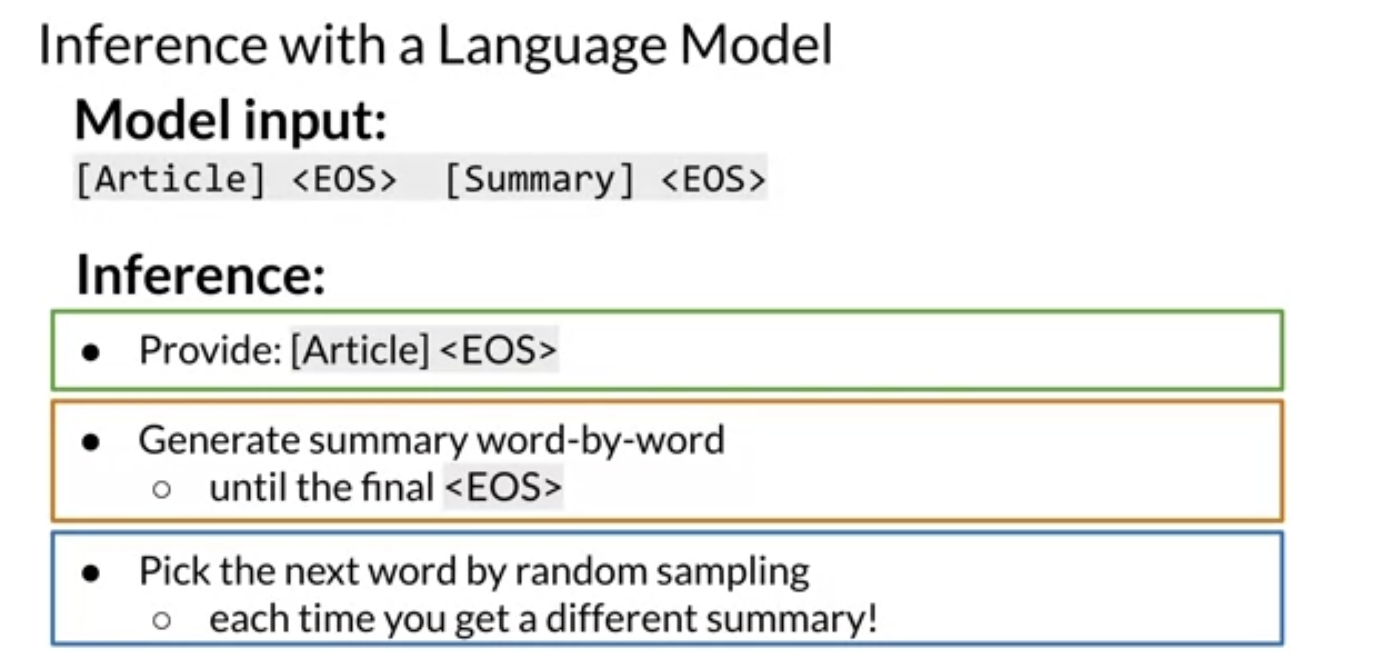 Inference with a Language Model
Model input:
[Article] <EOS> [Summary] <EOS>
Inference:
● Provide: [Article] <EOS>
● Generate summary word-by-word
○ until the final <EOS>
● Pick the next word by random sampling
○ each time you get a different summary!